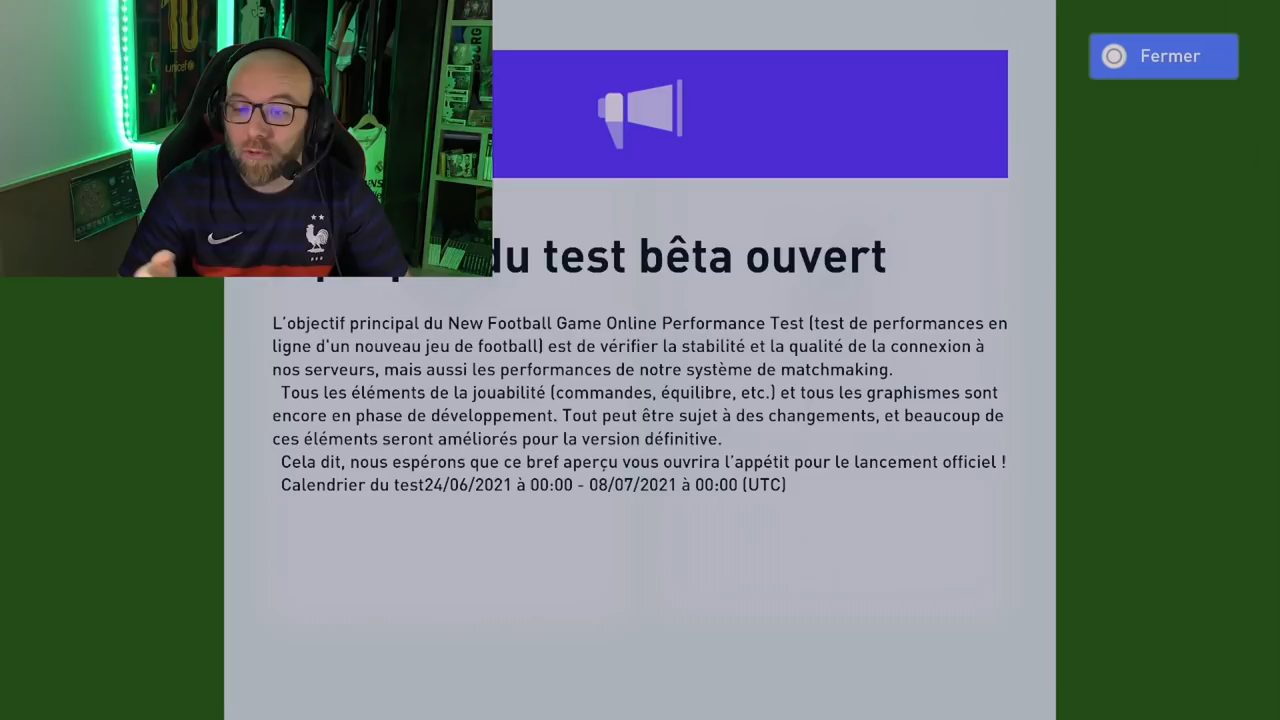 10
unicef
Fermer
du test bêta ouvert
L'objectif principal du New Football Game Online Performance Test (test de performances en
ligne d'un nouveau jeu de football) est de vérifier la stabilité et la qualité de la connexion à
nos serveurs, mais aussi les performances de notre système de matchmaking.
Tous les éléments de la jouabilité (commandes, équilibre, etc.) et tous les graphismes sont
encore en phase de développement. Tout peut être sujet à des changements, et beaucoup de
ces éléments seront améliorés pour la version définitive.
Cela dit, nous espérons que ce bref aperçu vous ouvrira l'appétit pour le lancement officiel !
Calendrier du test24/06/2021 à 00:00 - 08/07/2021 à 00:00 (UTC)